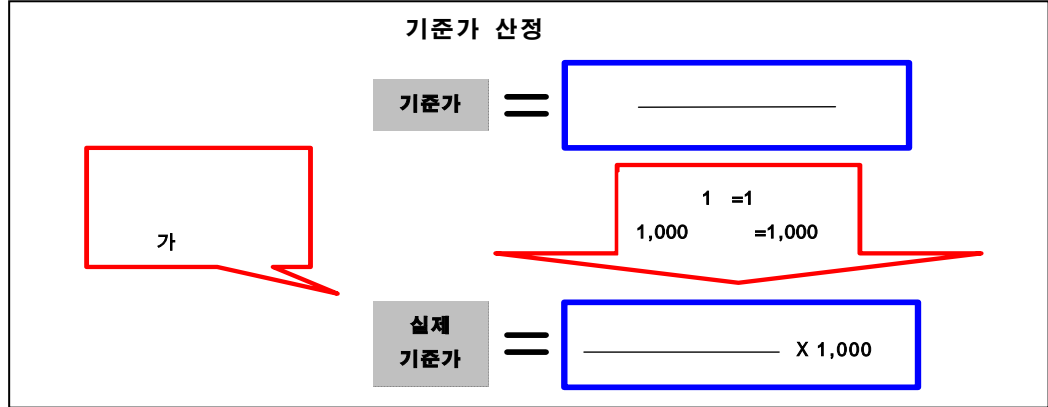 기준가 산정
기준가 =
1 =1
1,000 =1,000
가
실제
기준가 = X 1,000